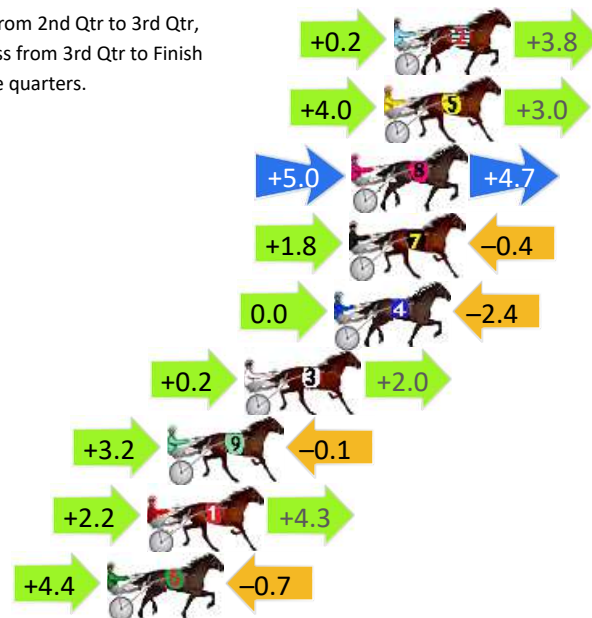 rom 2nd Qtr to 3rd Qtr,
ss from 3rd Qtr to Finish
e quarters.
+0.2 +3.8
+4.0 5 +3.0
+5.0 8 +4.7
+1.8 7 –0.4
0.0 4 –2.4
+0.2 3 +2.0
+3.2 9 –0.1
+2.2 1 +4.3
+4.4 6 –0.7